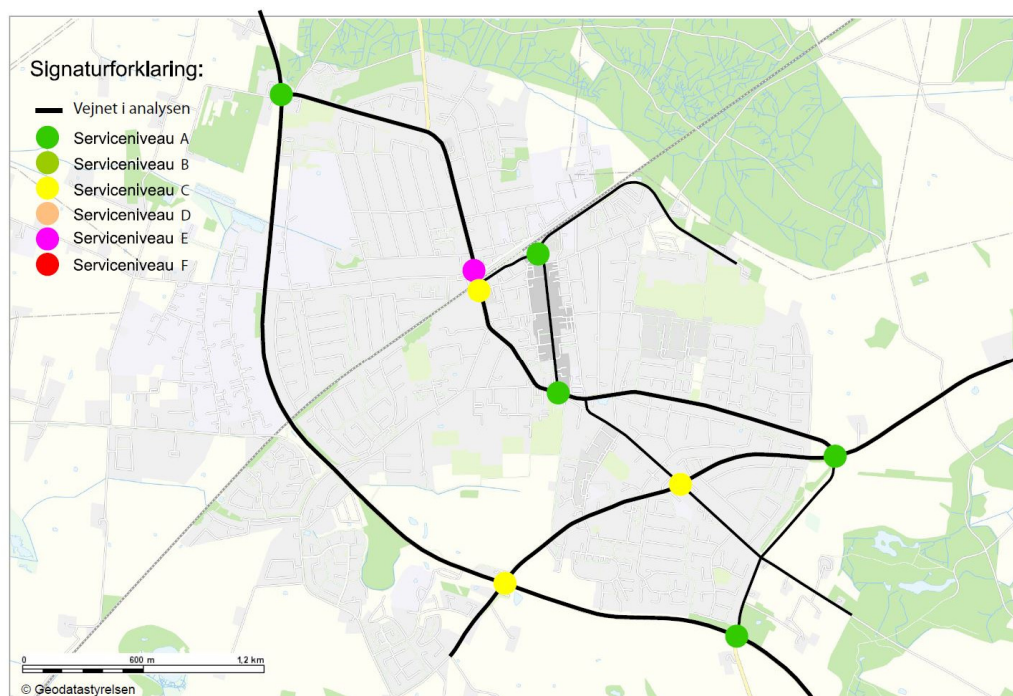 Signaturforklaring:
Vejnet i analysen
Serviceniveau A
Serviceniveau B
Serviceniveau C
Serviceniveau D
Serviceniveau E
Serviceniveau F
0 600 m 1,2 km
© Geodatastyrelsen